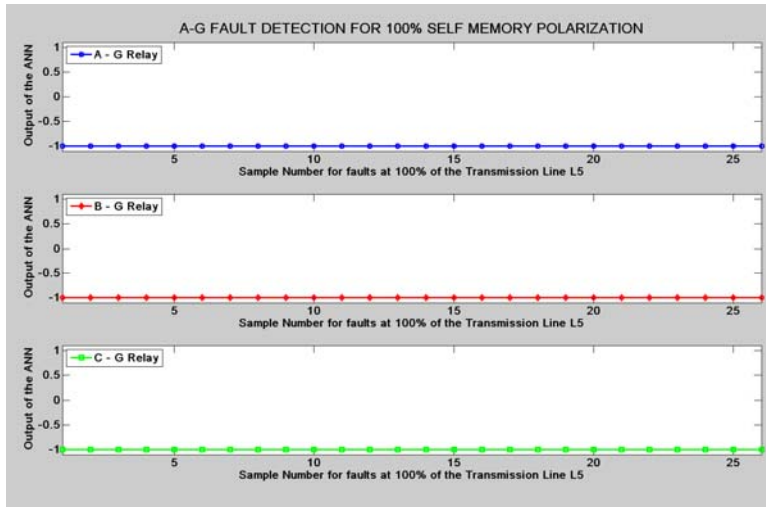 A-G FAULT DETECTION FOR 100% SELF MEMORY POLARIZATION
Output of the ANN
1
0.5
0
-0.5
-1
A - G Relay
5 10 15 20 25
Sample Number for faults at 100% of the Transmission Line L5
Output of the ANN
1
0.5
0
-0.5
-1
B - G Relay
5 10 15 20 25
Sample Number for faults at 100% of the Transmission Line L5
Output of the ANN
1
0.5
0
-0.5
-1
C - G Relay
5 10 15 20 25
Sample Number for faults at 100% of the Transmission Line L5